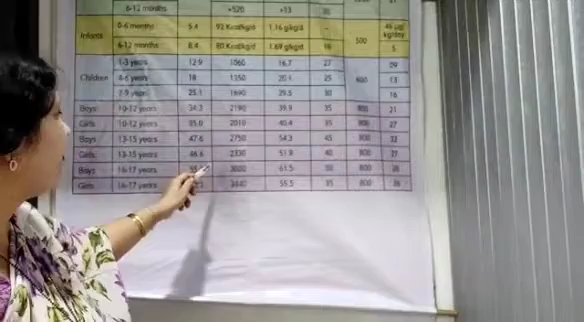 6-12 months +520 +13
Infants 0-6 months 5.4 92 Kcal/kg/d 1.16 g/kg/d - 500 46 µg/ kg/day
6-12 months 8.4 80 Kcal/kg/d 1.69 g/kg/d 5
Children 1-3 years 12.9 1060 16.7 27 09
4-6 years 18 1350 20.1 25 13
7-9 years 25.1 1690 29.5 30 16
Boys 10-12 years 34.3 2190 39.9 35 800 21
Girls 10-12 years 35.0 2010 40.4 35 800 27
Boys 13-15 years 47.6 2750 54.3 45 800
Girls 13-15 years 46.6 2330 51.9 40 800 27
Boys 16-17 years 3020 61.5 50 800
Girls 16-17 years 2440 55.5 35 800